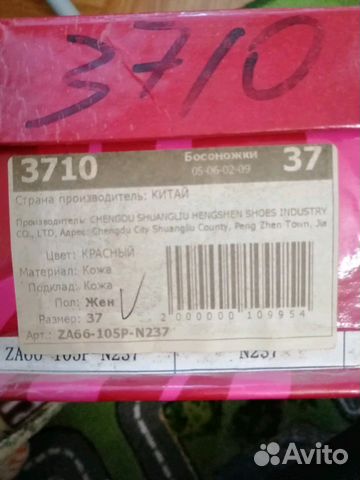 3710
3710 Босоножки 37
05-06-02-09
Страна производитель: КИТАЙ
Производитель: CHENGDU SHUANGLIU HENGSHEN SHOES INDUSTRY
CO., LTD, Адрес: Chengdu City Shuangliu County, Peng Zhen Town, Jia
Цвет: КРАСНЫЙ
Материал: Кожа
Подклад: Кожа
Пол: Жен
Размер: 37
2 000000 109954
Арт.: ZA66-105P-N237
ZA66-105P-N237 N237
Avito